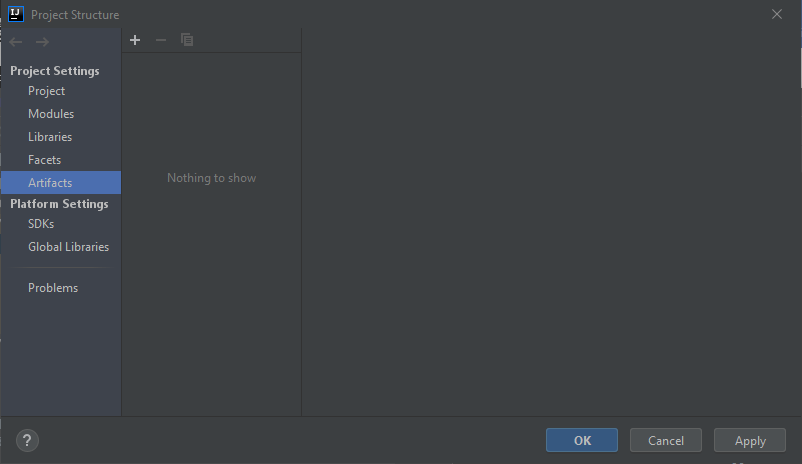 IJ
Project Structure
Project Settings
Project
Modules
Libraries
Facets
Artifacts
Platform Settings
SDKs
Global Libraries
Problems
Nothing to show
?
OK
Cancel
Apply